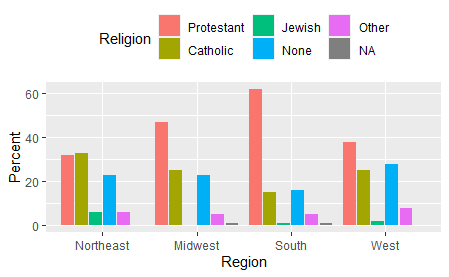 Religion
Protestant Jewish Other
Catholic None NA
60
40
20
0
Percent
Northeast Midwest South West
Region